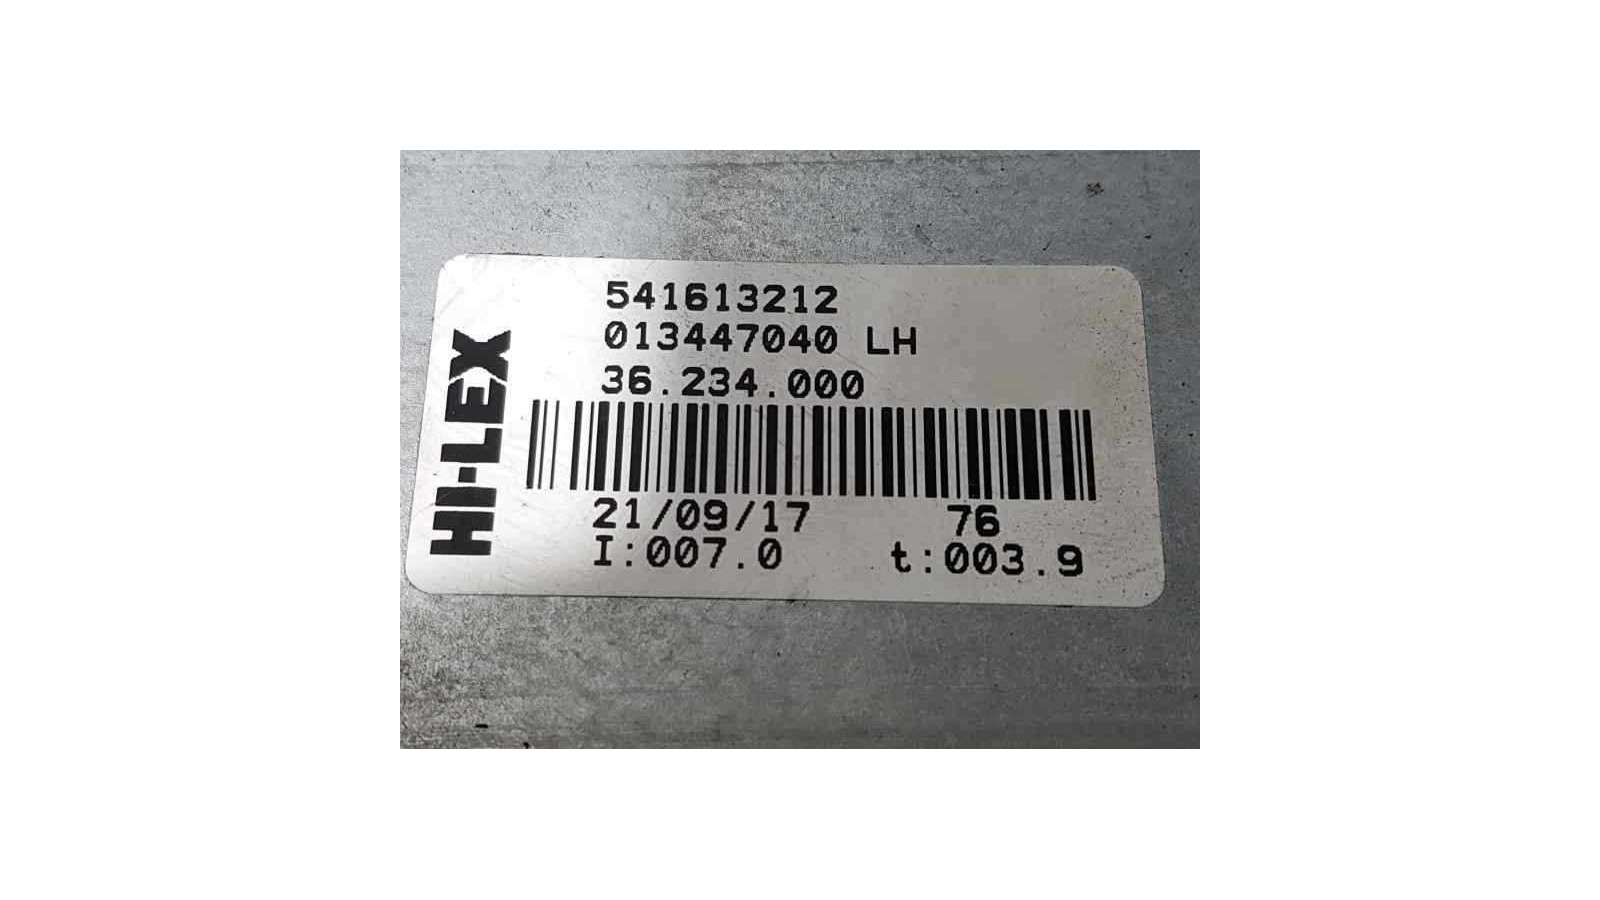 HI-LEX
541613212
013447040 LH
36.234.000
21/09/17 76
I:007.0 t:003.9